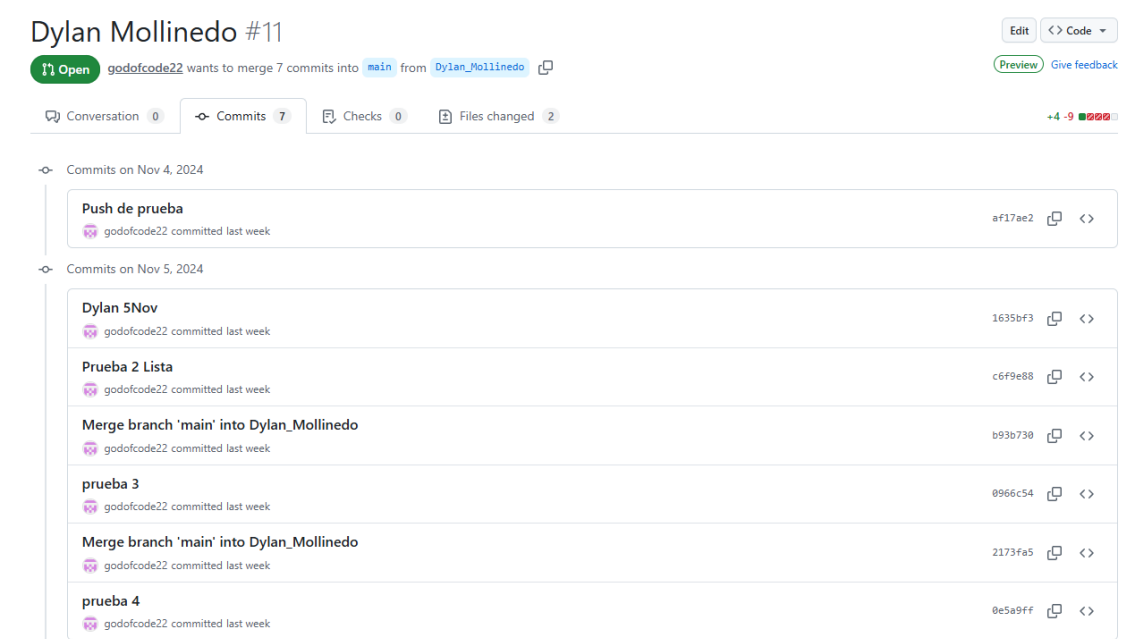 Dylan Mollinedo #11
Edit
Code
Open
godofcode22 wants to merge 7 commits into main from Dylan_Mollinedo
Preview
Give feedback
Conversation 0
Commits 7
Checks 0
Files changed 2
+4 -9
Commits on Nov 4, 2024
Push de prueba
godofcode22 committed last week
af17ae2
Commits on Nov 5, 2024
Dylan 5Nov
godofcode22 committed last week
1635bf3
Prueba 2 Lista
godofcode22 committed last week
c6f9e88
Merge branch 'main' into Dylan_Mollinedo
godofcode22 committed last week
b93b730
prueba 3
godofcode22 committed last week
0966c54
Merge branch 'main' into Dylan_Mollinedo
godofcode22 committed last week
2173fa5
prueba 4
godofcode22 committed last week
0e5a9ff